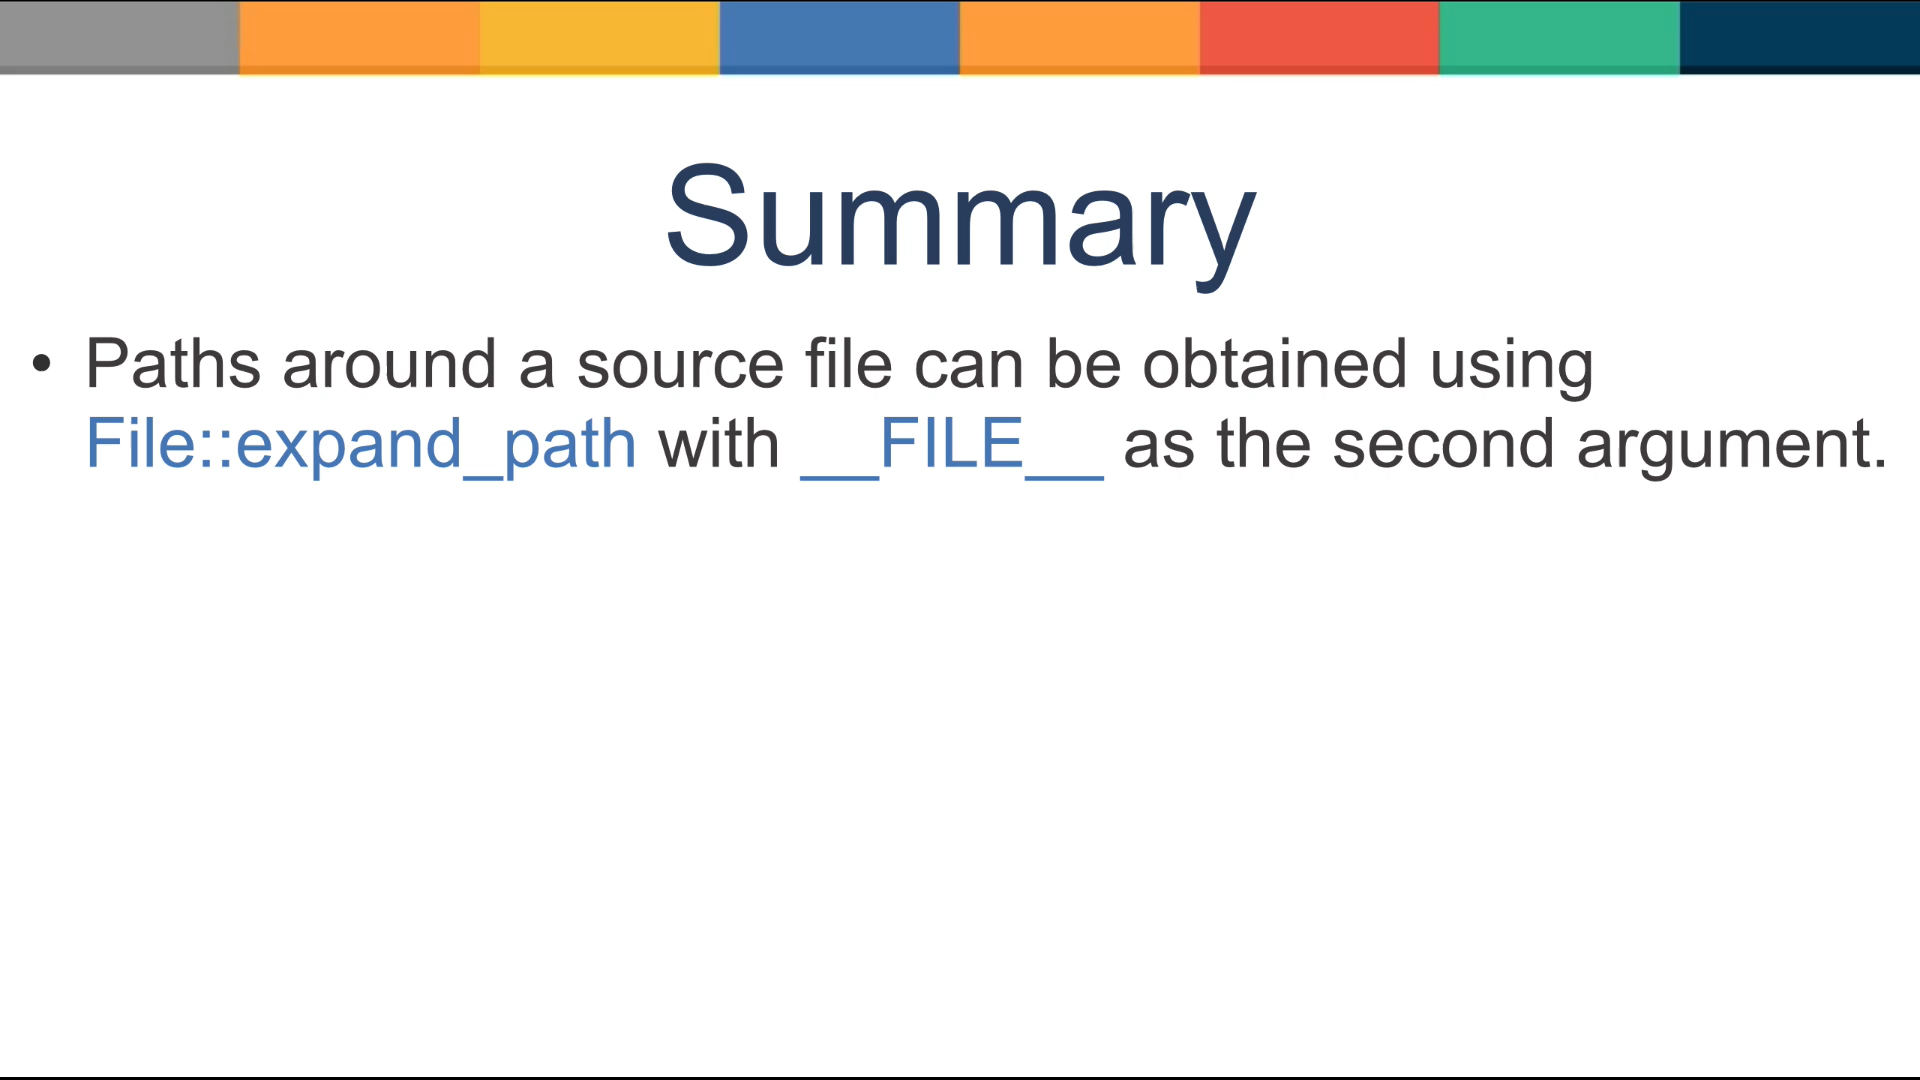 Summary
• Paths around a source file can be obtained using
File::expand_path with __FILE__ as the second argument.